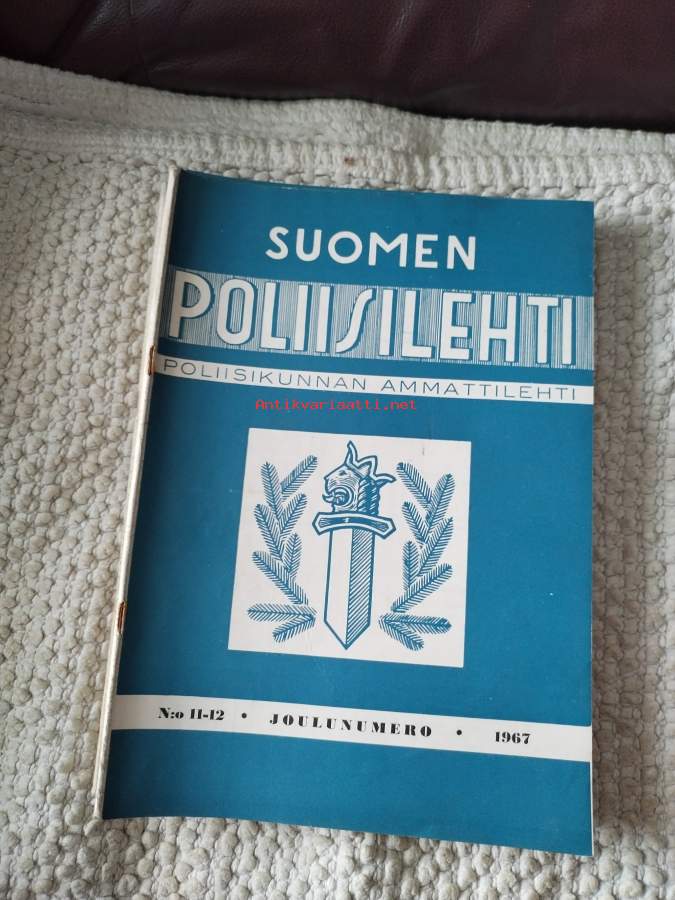 SUOMEN
POLIISILEHTI
POLIISIKUNNAN AMMATTILEHTI
Antikvariaatti.net
N:o 11-12 • JOULUNUMERO • 1967